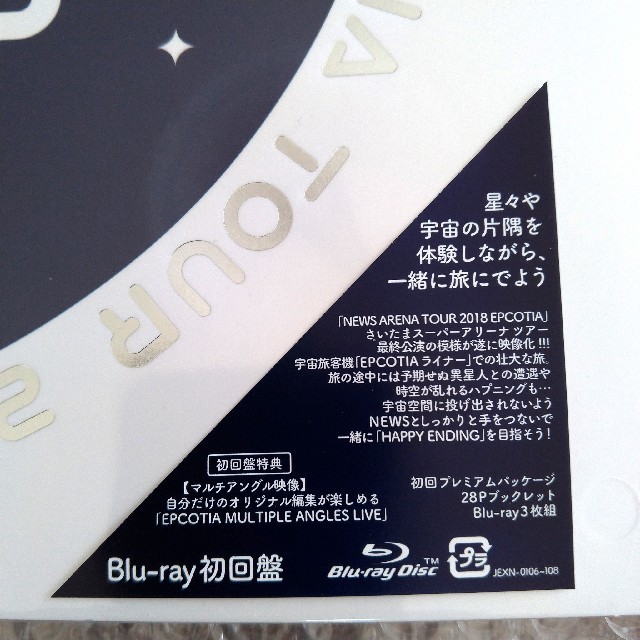 IA TOUR 2
星々や
宇宙の片隅を
体験しながら、
一緒に旅にでよう
「NEWS ARENA TOUR 2018 EPCOTIA」
さいたまスーパーアリーナ ツアー
最終公演の模様が遂に映像化!!!
宇宙旅客機「EPCOTIA ライナー」での壮大な旅。
旅の途中には予期せぬ異星人との遭遇や
時空が乱れるハプニングも…
宇宙空間に投げ出されないよう
NEWSとしっかりと手をつないで
一緒に「HAPPY ENDING」を目指そう!
初回盤特典
【マルチアングル映像】
自分だけのオリジナル編集が楽しめる
「EPCOTIA MULTIPLE ANGLES LIVE」
初回プレミアムパッケージ
28Pブックレット
Blu-ray3枚組
Blu-ray 初回盤
Blu-ray Disc™
プラ
JEXN-0106~108